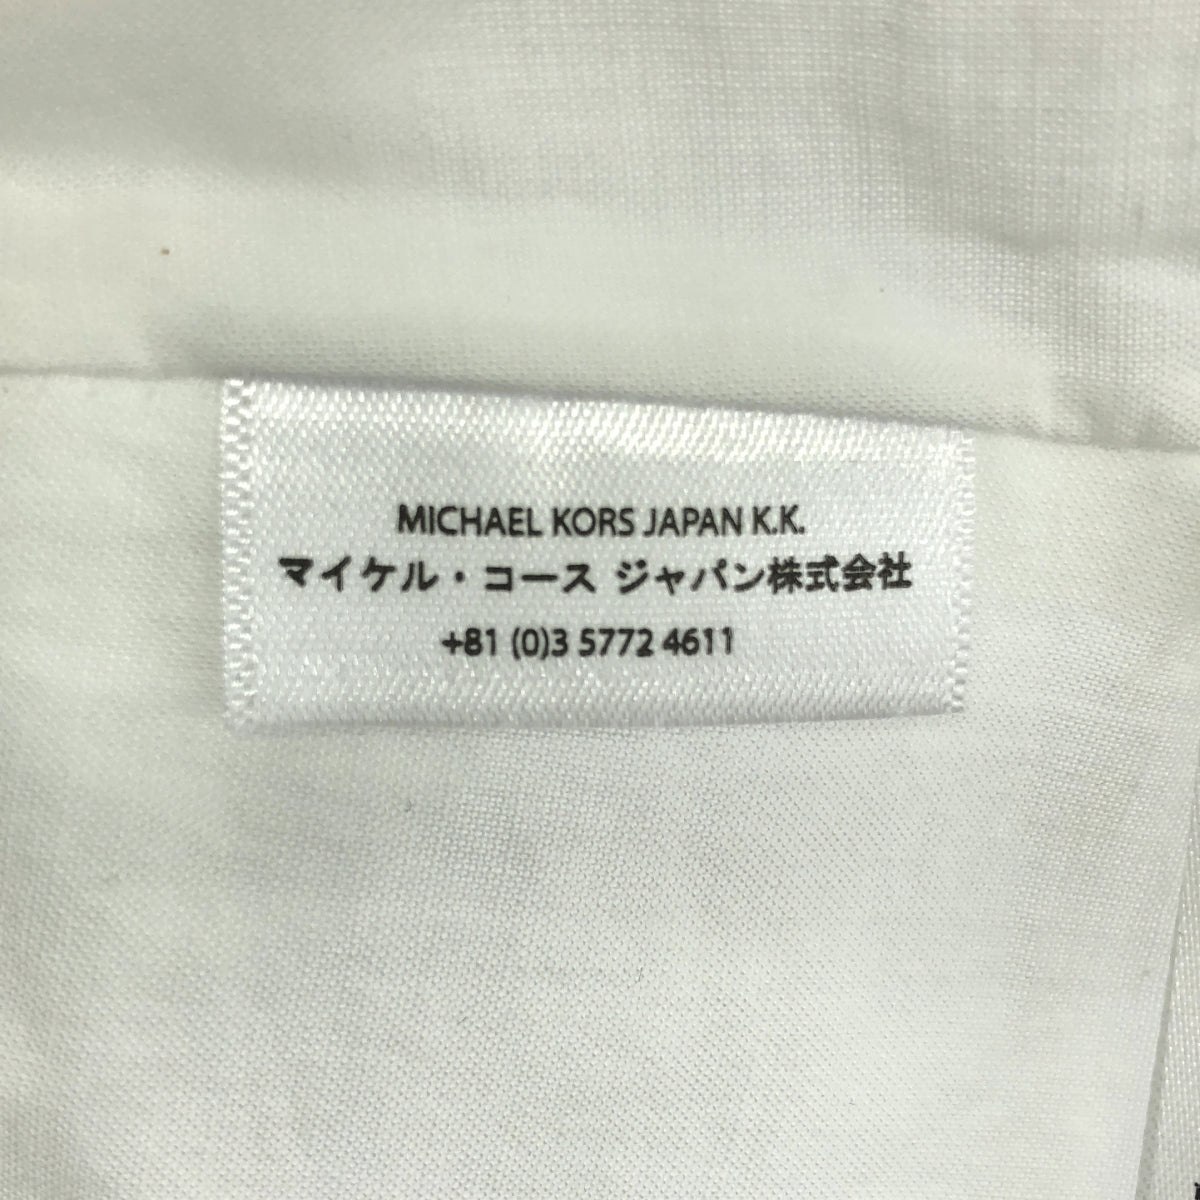 MICHAEL KORS JAPAN K.K.
マイケル・コース ジャパン株式会社
+81 (0)3 5772 4611